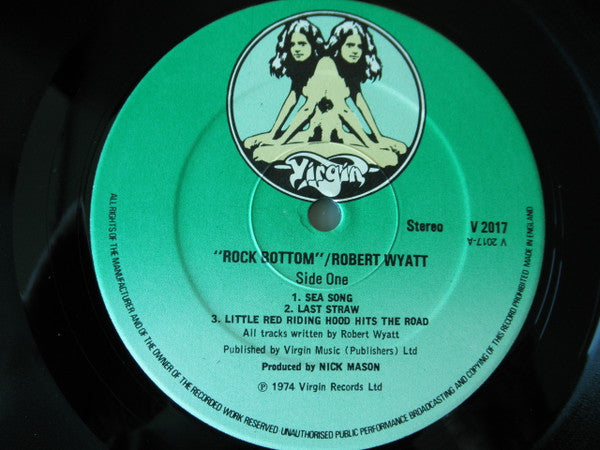 Virgin
Stereo V 2017
V 2017-A
"ROCK BOTTOM"/ROBERT WYATT
Side One
1. SEA SONG
2. LAST STRAW
3. LITTLE RED RIDING HOOD HITS THE ROAD
All tracks written by Robert Wyatt
Published by Virgin Music (Publishers) Ltd
Produced by NICK MASON
℗ 1974 Virgin Records Ltd
ALL RIGHTS OF THE MANUFACTURER AND OF THE OWNER OF THE RECORDED WORK RESERVED. UNAUTHORISED PUBLIC PERFORMANCE BROADCASTING AND COPYING OF THIS RECORD PROHIBITED MADE IN ENGLAND